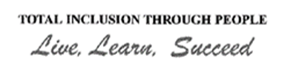 TOTAL INCLUSION THROUGH PEOPLE
Live, Learn, Succeed